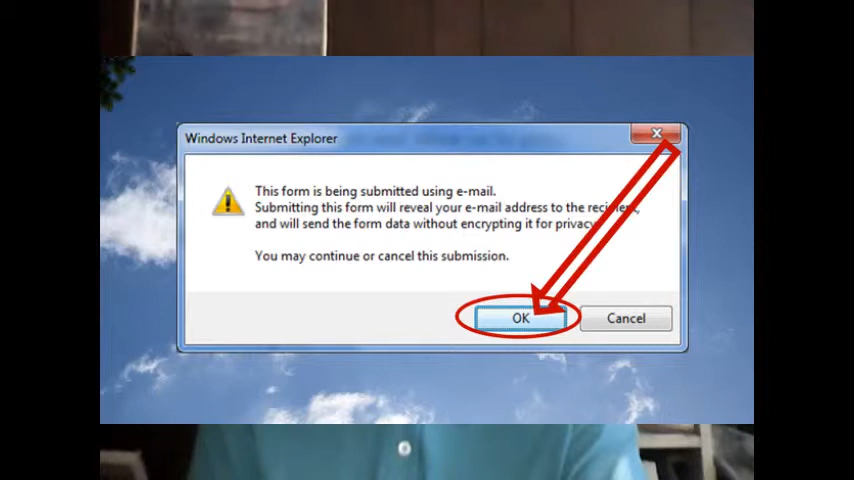 Windows Internet Explorer
This form is being submitted using e-mail.
Submitting this form will reveal your e-mail address to the recipient,
and will send the form data without encrypting it for privacy.
You may continue or cancel this submission.
OK
Cancel